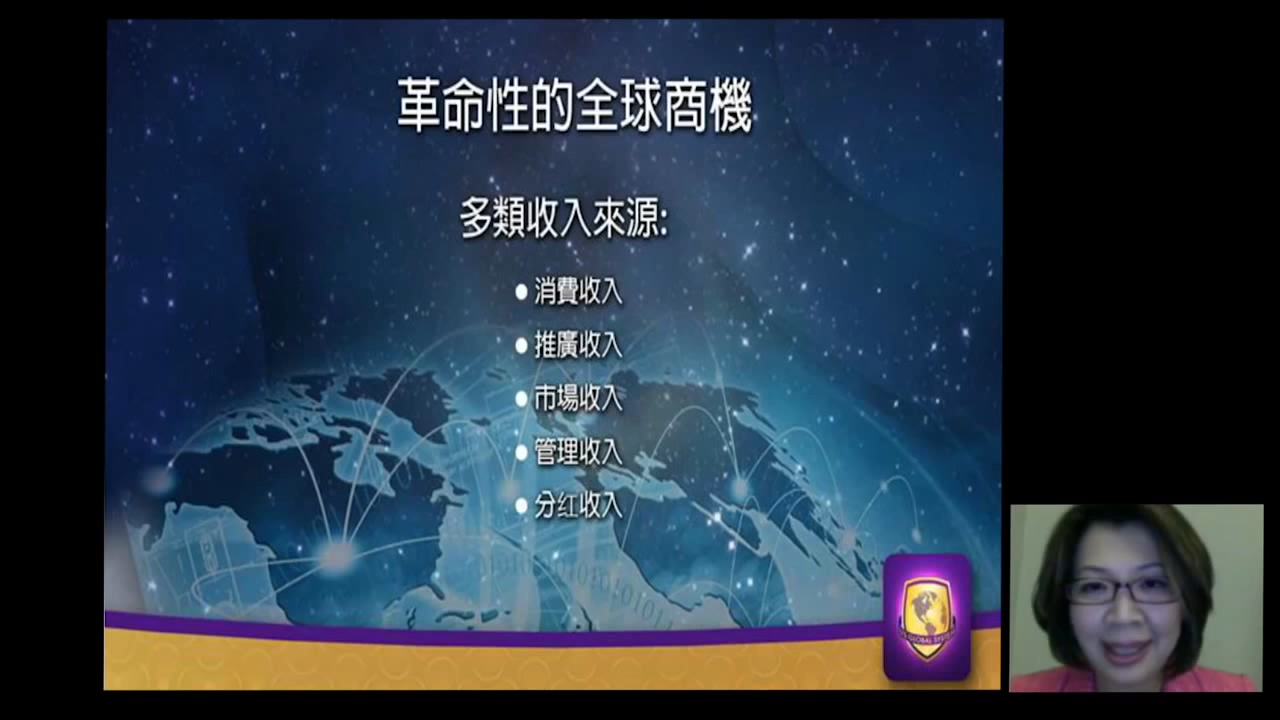 革命性的全球商機
多類收入來源:
● 消費收入
● 推廣收入
● 市場收入
● 管理收入
● 分红收入
GLOBAL